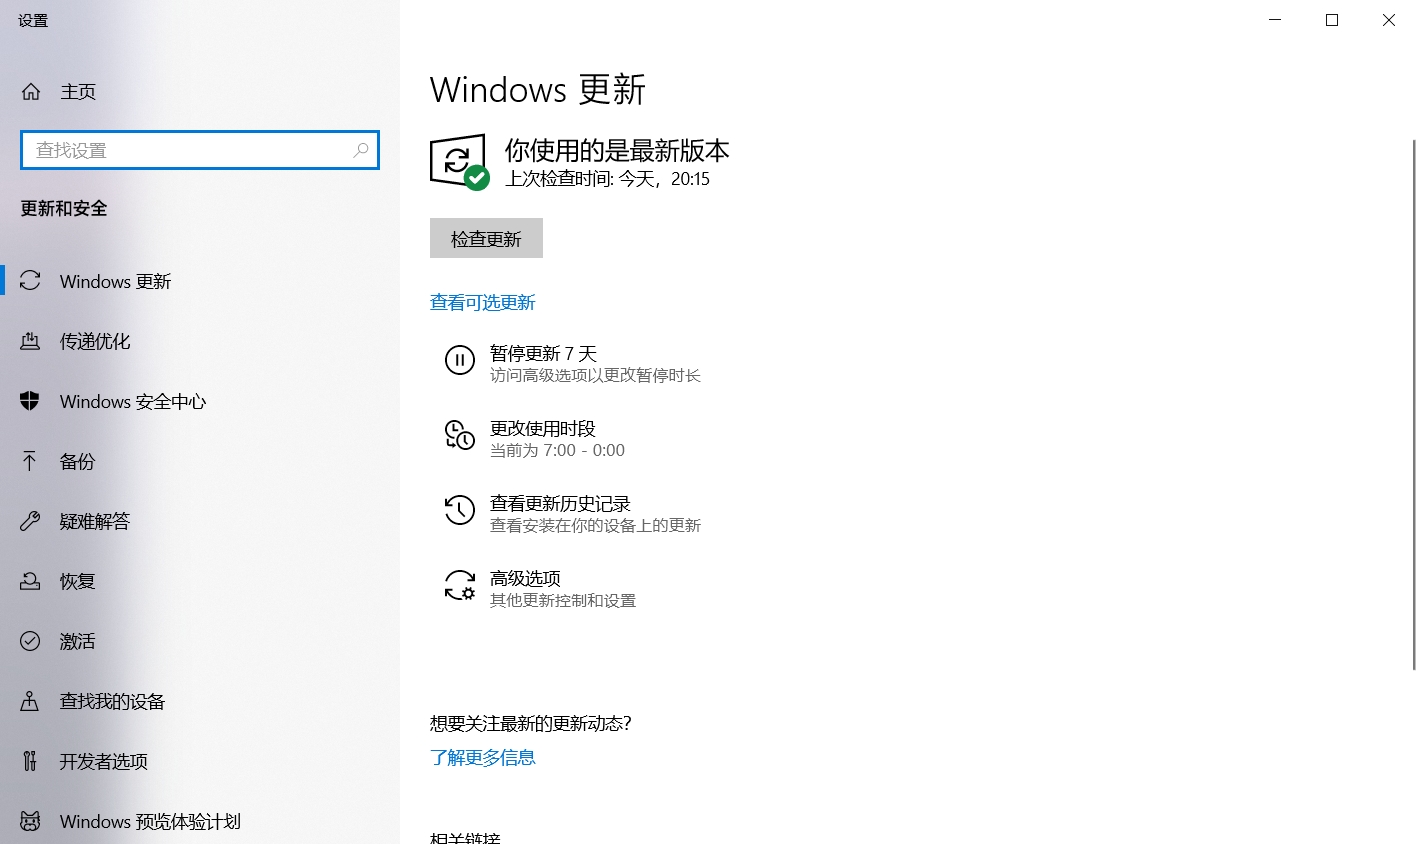 设置
主页
查找设置
更新和安全
Windows 更新
传递优化
Windows 安全中心
备份
疑难解答
恢复
激活
查找我的设备
开发者选项
Windows 预览体验计划
Windows 更新
你使用的是最新版本
上次检查时间: 今天，20:15
检查更新
查看可选更新
暂停更新 7 天
访问高级选项以更改暂停时长
更改使用时段
当前为 7:00 - 0:00
查看更新历史记录
查看安装在你的设备上的更新
高级选项
其他更新控制和设置
想要关注最新的更新动态?
了解更多信息
相关链接